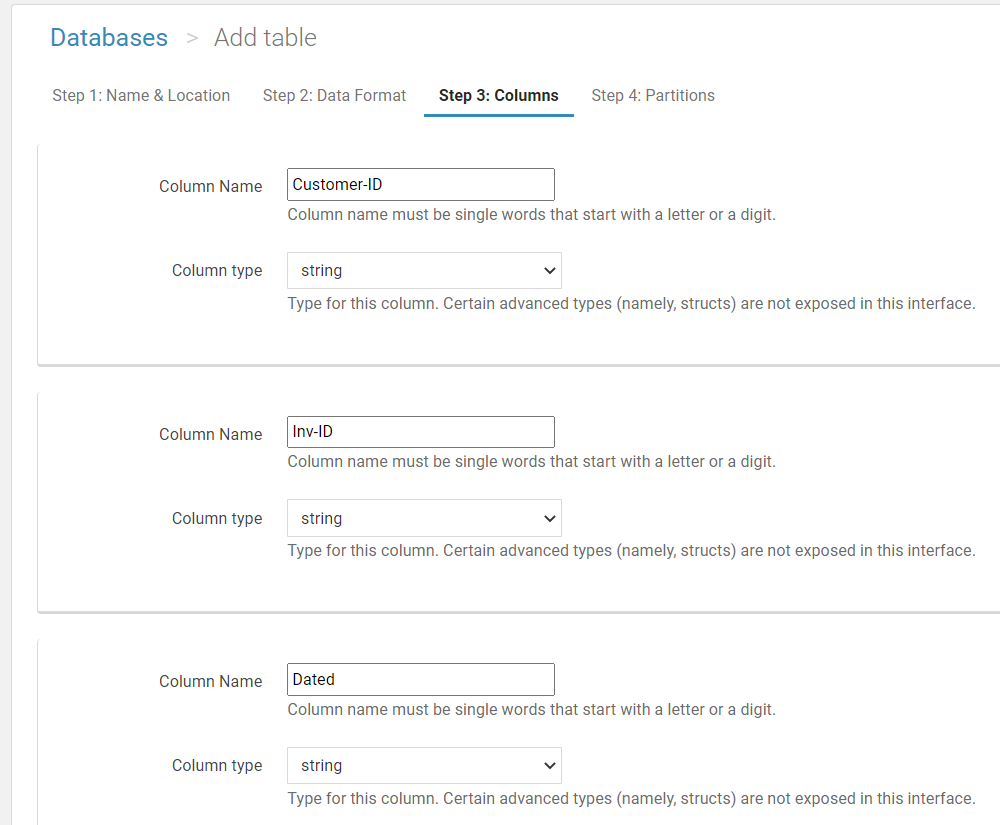 Databases > Add table
Step 1: Name & Location Step 2: Data Format Step 3: Columns Step 4: Partitions
Column Name Customer-ID
Column name must be single words that start with a letter or a digit.
Column type string
Type for this column. Certain advanced types (namely, structs) are not exposed in this interface.
Column Name Inv-ID
Column name must be single words that start with a letter or a digit.
Column type string
Type for this column. Certain advanced types (namely, structs) are not exposed in this interface.
Column Name Dated
Column name must be single words that start with a letter or a digit.
Column type string
Type for this column. Certain advanced types (namely, structs) are not exposed in this interface.